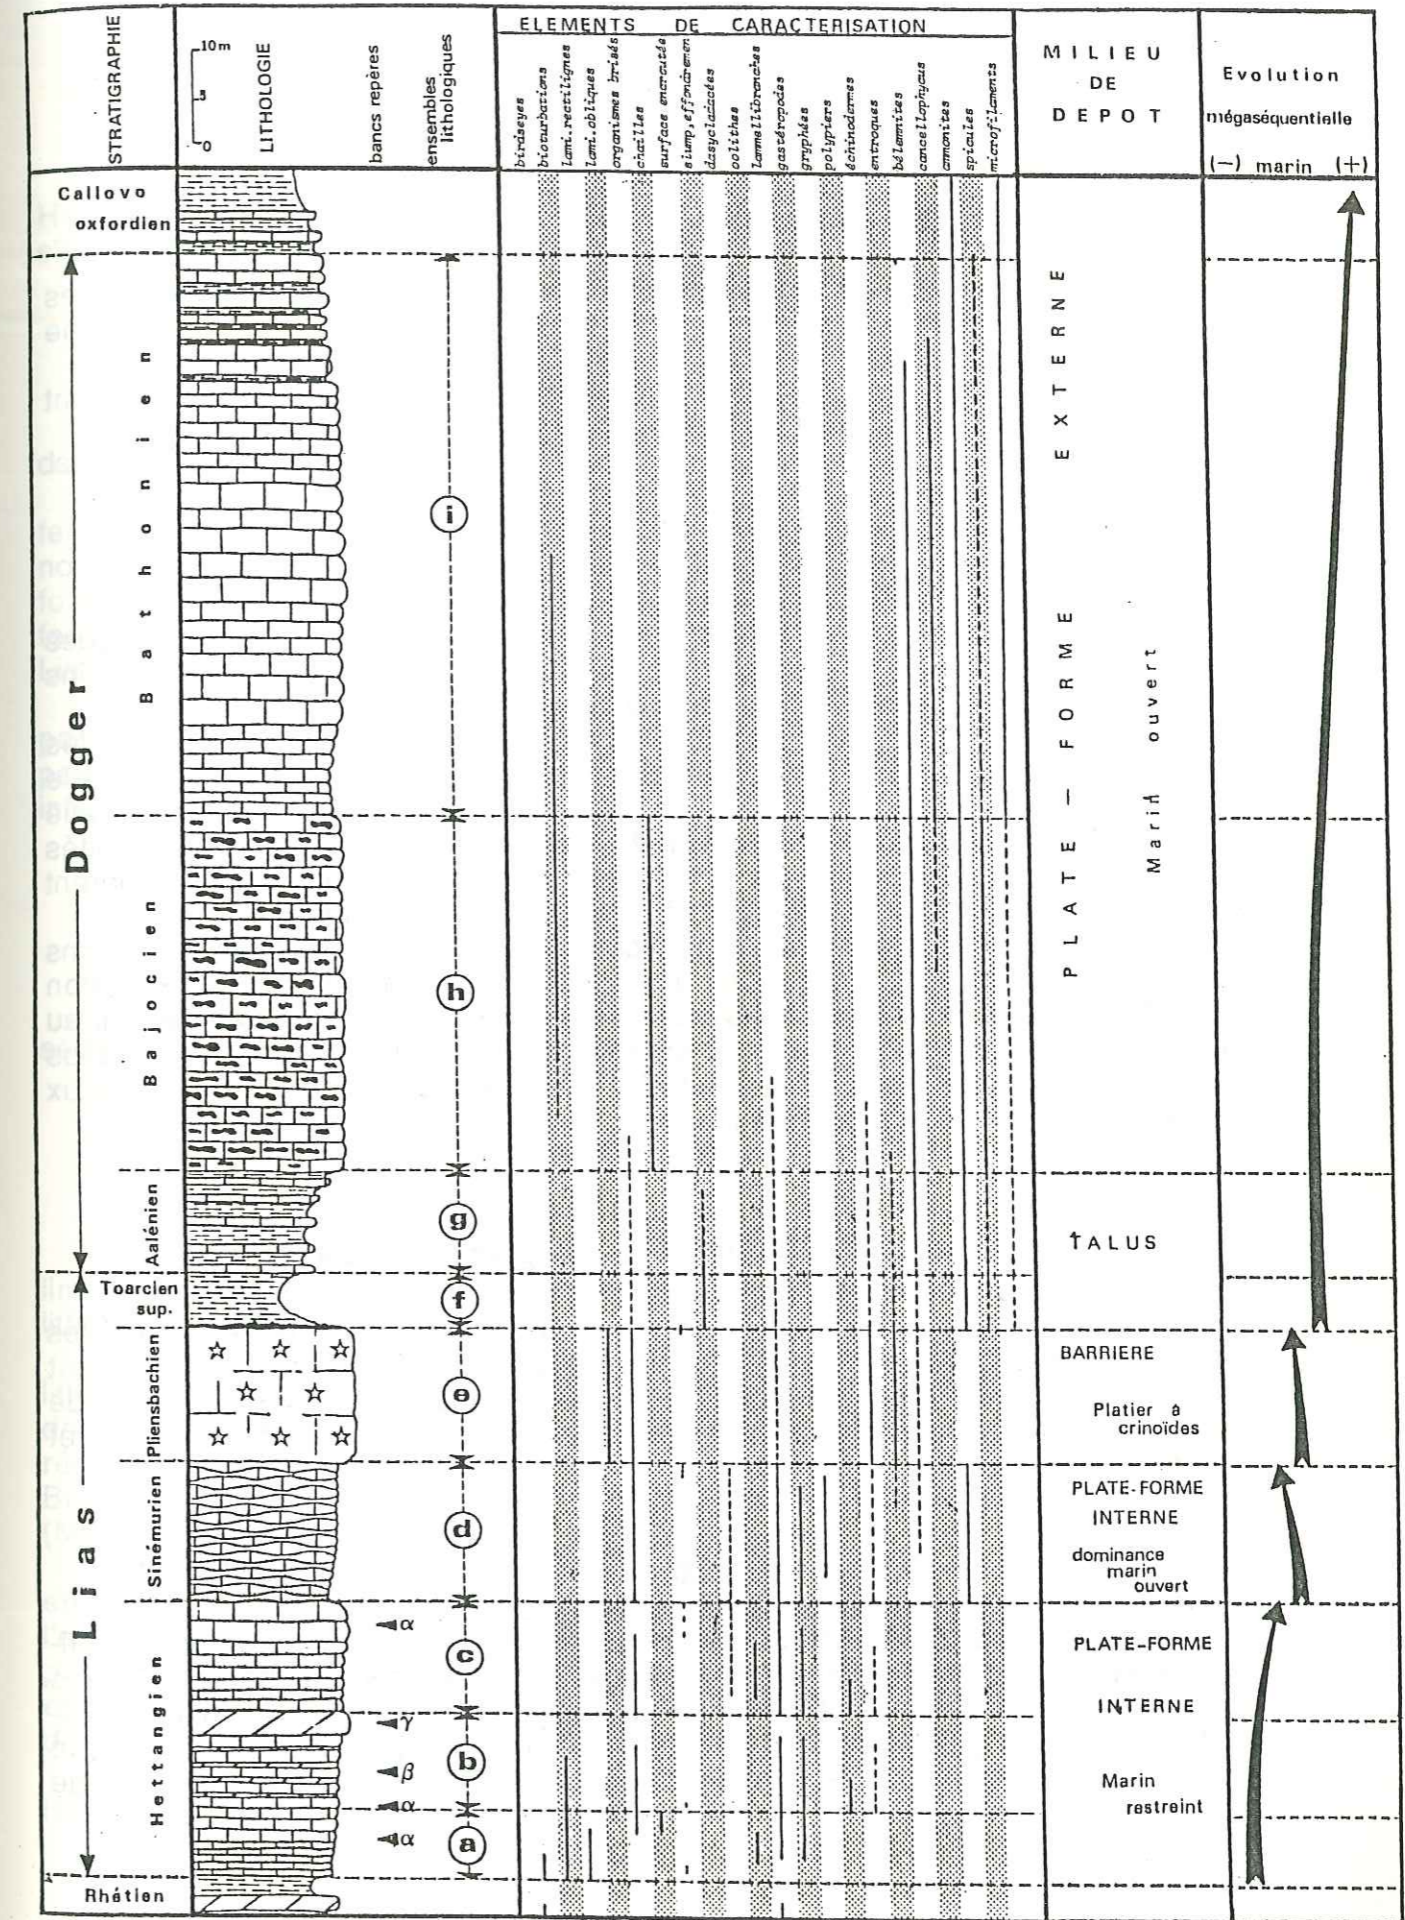 STRATIGRAPHIE
10m
5
0
LITHOLOGIE
bancs repères
ensembles
lithologiques
ELEMENTS DE CARACTERISATION
birdseyes
bioturbations
lami.rectilignes
lami.obliques
organismes brisés
chailles
surface encroutée
slump.effondremen
dasycladacées
oolithes
lamellibranches
gastéropodes
gryphées
polypiers
échinodermes
entroques
bélemnites
cancellophycus
ammonites
spicules
microfilaments
MILIEU
DE
DEPOT
Evolution
mégaséquentielle
(-) marin (+)
Callovo
oxfordien
Dogger
Bathonien
i
PLATE - FORME EXTERNE
Marin ouvert
Bajocien
h
Aalénien
g
TALUS
Toarcien
sup.
f
Lias
Pliensbachien
e
BARRIERE
Platier à
crinoïdes
Sinémurien
d
PLATE-FORME
INTERNE
dominance
marin
ouvert
Hettangien
α
c
PLATE-FORME
INTERNE
γ
β
b
Marin
restreint
α
α
a
Rhétien